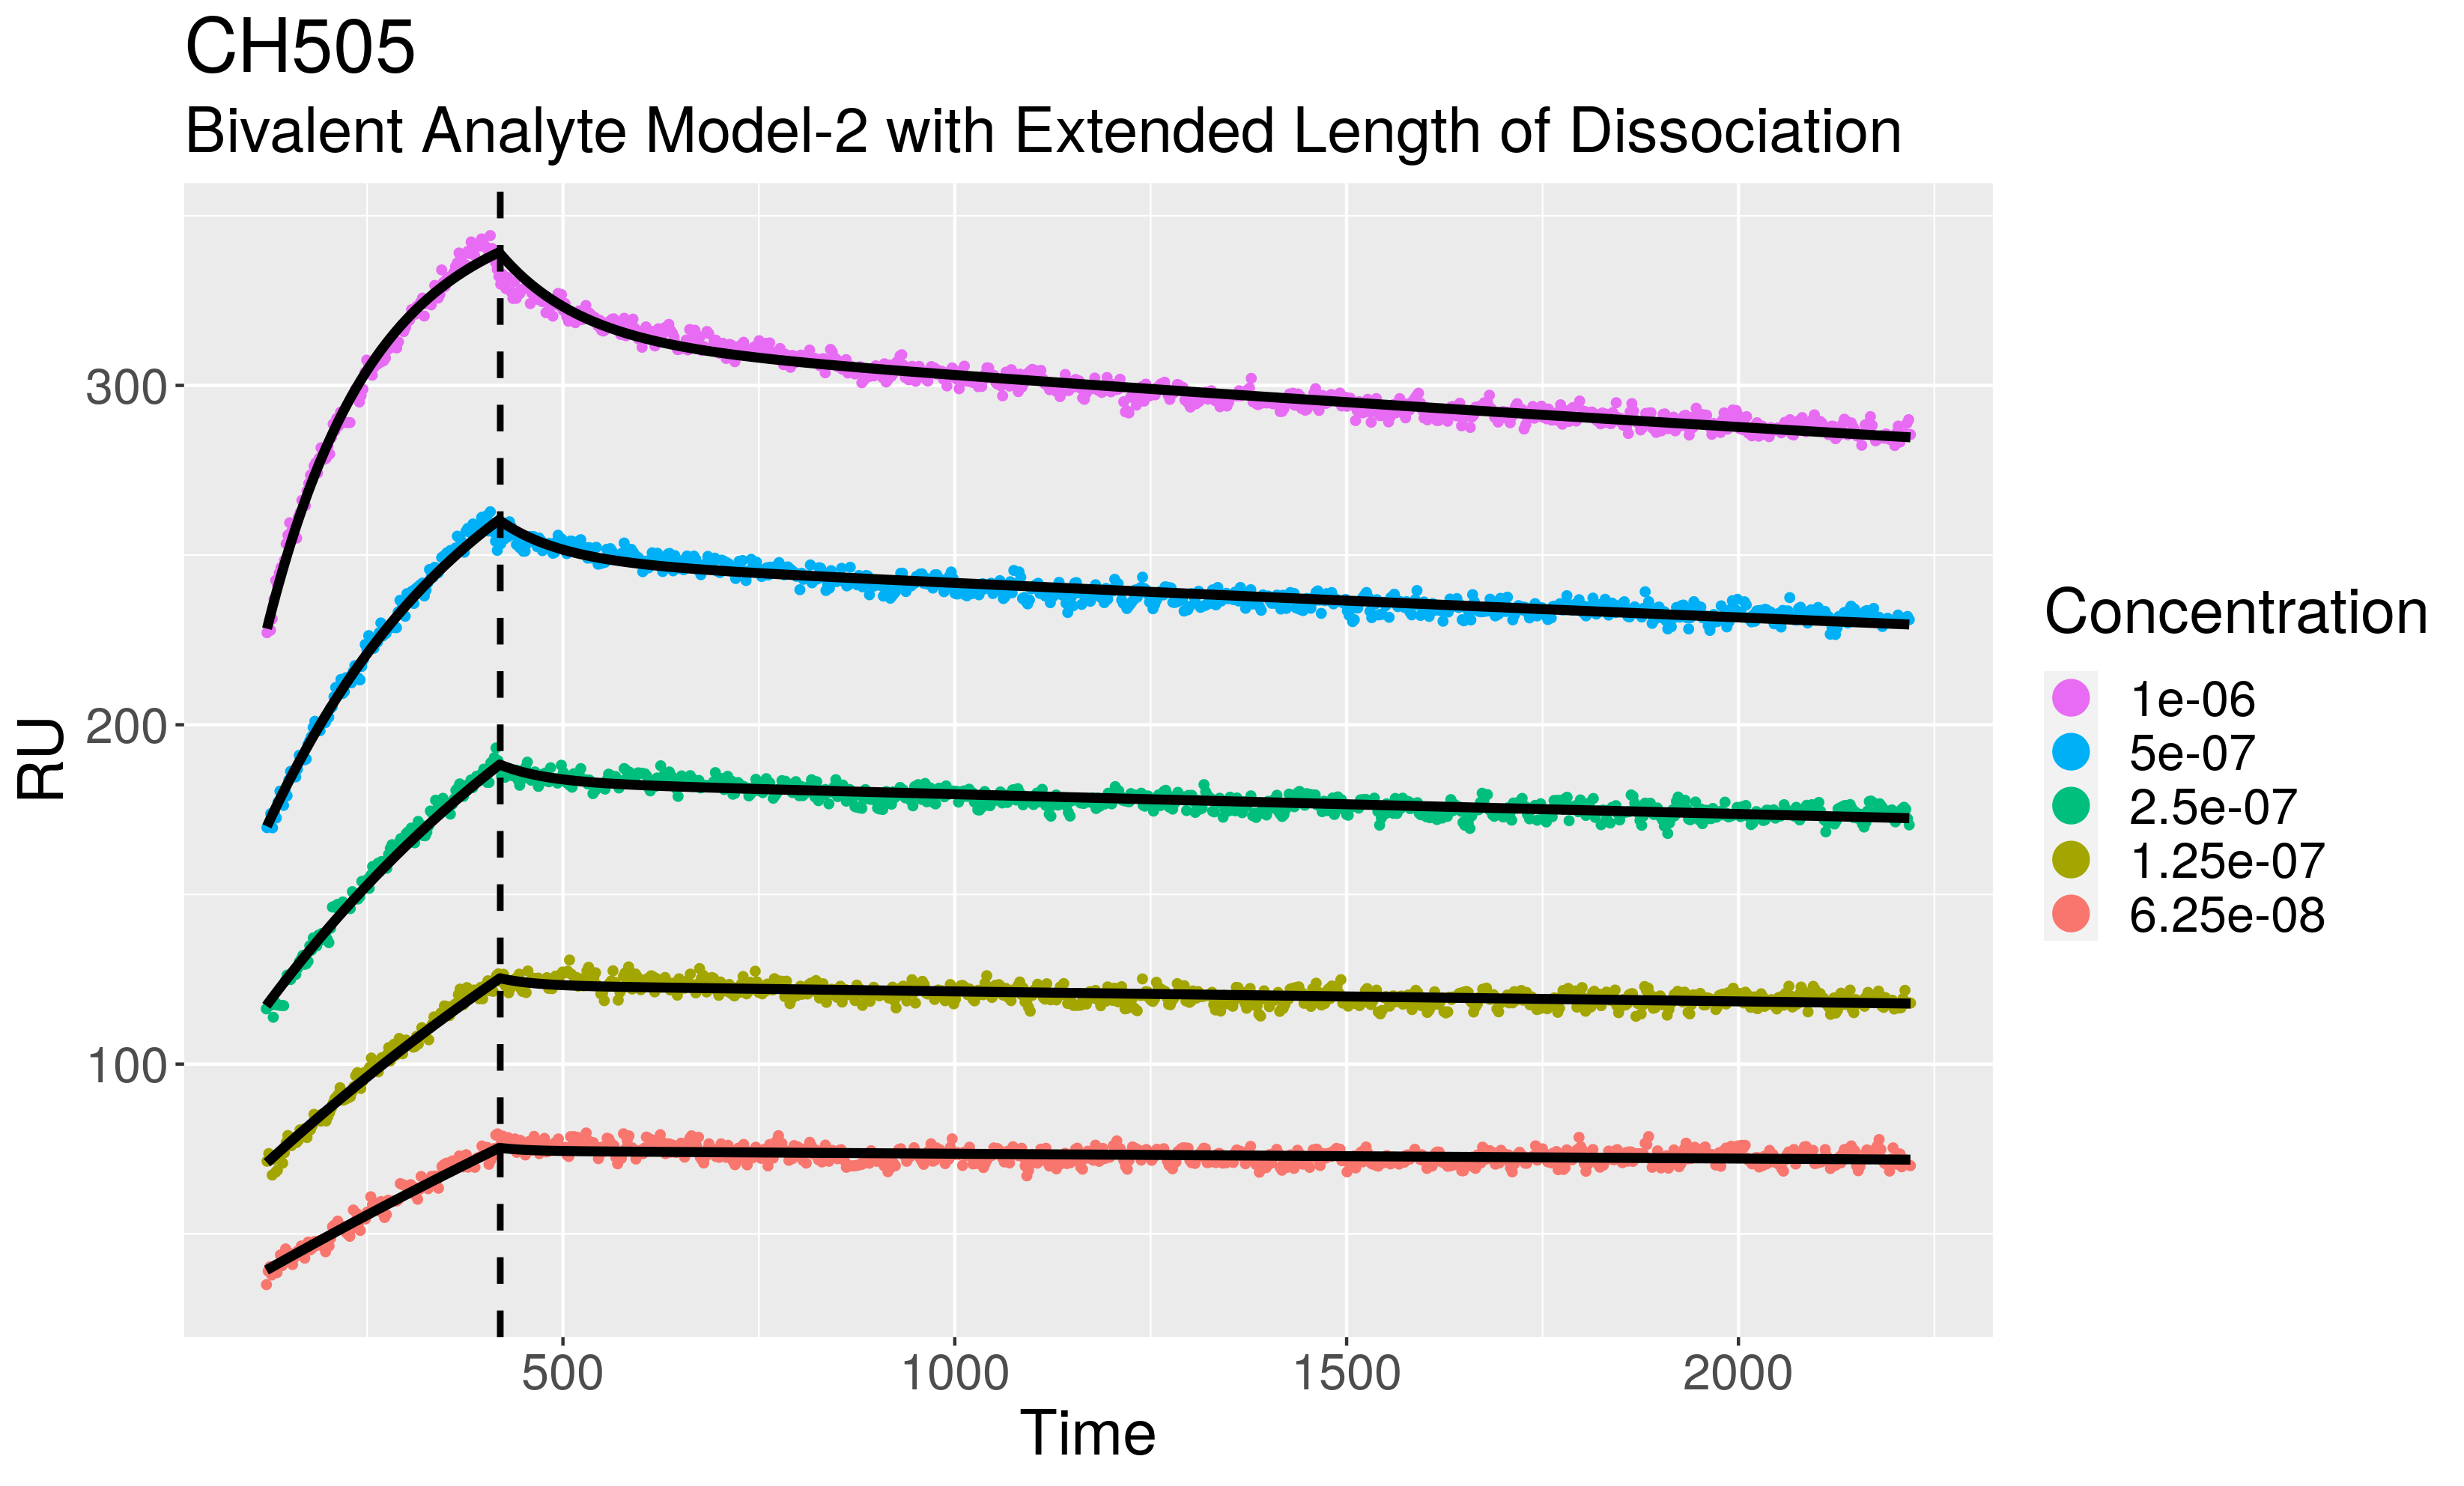 CH505
Bivalent Analyte Model-2 with Extended Length of Dissociation
RU
300
200
100
500 1000 1500 2000
Time
Concentration
1e-06
5e-07
2.5e-07
1.25e-07
6.25e-08